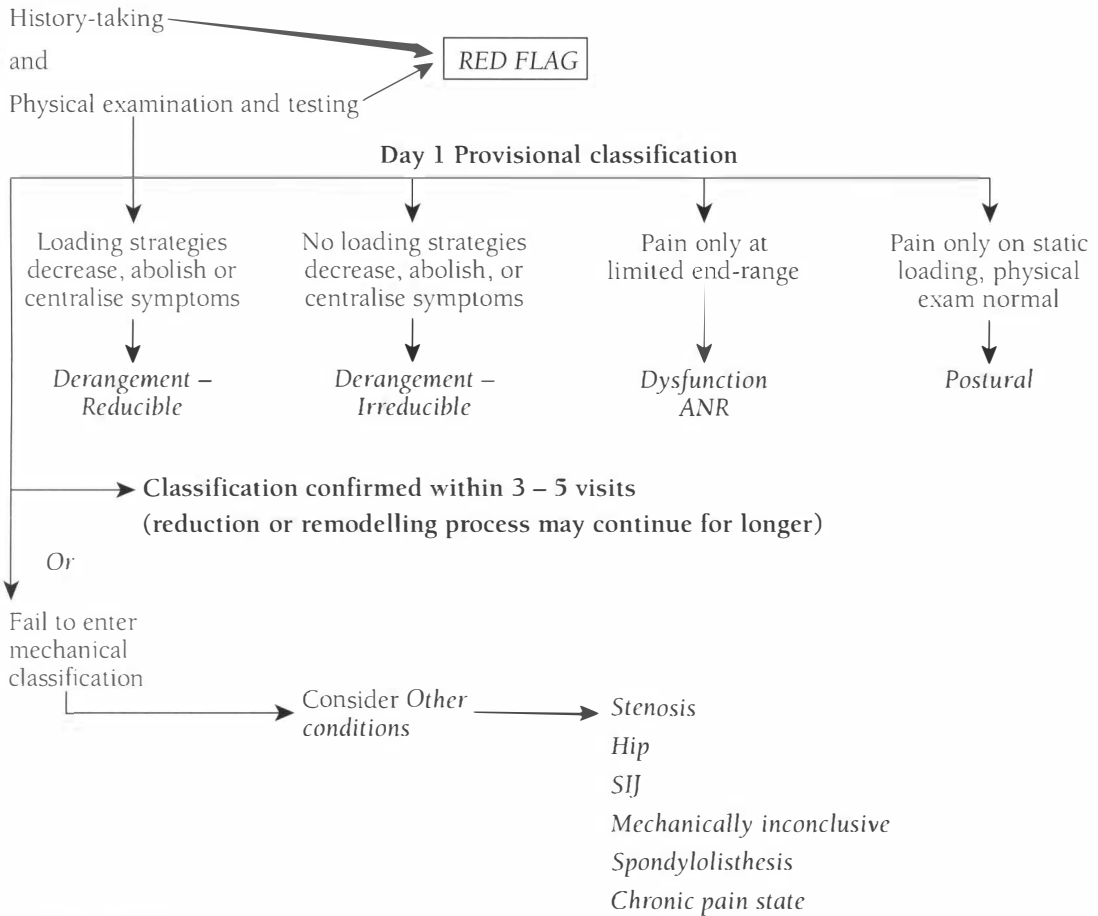 History-taking
and
RED FLAG
Physical examination and testing
Day 1 Provisional classification
Loading strategies
decrease, abolish or
centralise symptoms
No loading strategies
decrease, abolish, or
centralise symptoms
Pain only at
limited end-range
Pain only on static
loading, physical
exam normal
Derangement –
Reducible
Derangement –
Irreducible
Dysfunction
ANR
Postural
Classification confirmed within 3 – 5 visits
(reduction or remodelling process may continue for longer)
Or
Fail to enter
mechanical
classification
Consider Other
conditions
Stenosis
Hip
SIJ
Mechanically inconclusive
Spondylolisthesis
Chronic pain state